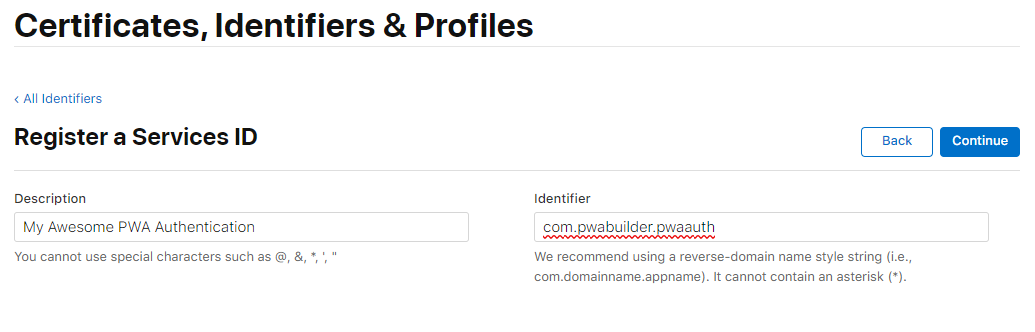 Certificates, Identifiers & Profiles
‹ All Identifiers
Register a Services ID
Back
Continue
Description
Identifier
My Awesome PWA Authentication
com.pwabuilder.pwaauth
You cannot use special characters such as @, &, *, ', "
We recommend using a reverse-domain name style string (i.e.,
com.domainname.appname). It cannot contain an asterisk (*).